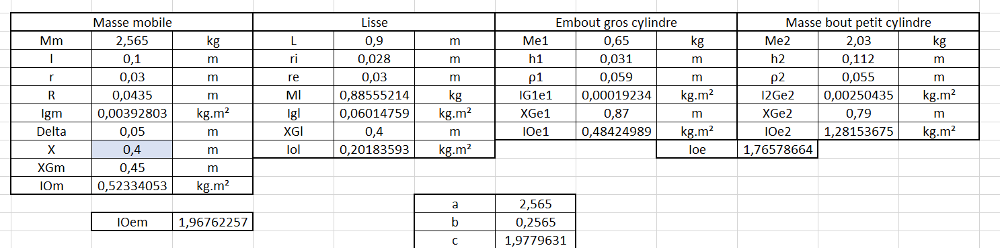 Masse mobile Lisse Embout gros cylindre Masse bout petit cylindre
Mm 2,565 kg L 0,9 m Me1 0,65 kg Me2 2,03 kg
l 0,1 m ri 0,028 m h1 0,031 m h2 0,112 m
r 0,03 m re 0,03 m ρ1 0,059 m ρ2 0,055 m
R 0,0435 m Ml 0,88555214 kg IG1e1 0,00019234 kg.m² I2Ge2 0,00250435 kg.m²
Igm 0,00392803 kg.m² Igl 0,06014759 kg.m² XGe1 0,87 m XGe2 0,79 m
Delta 0,05 m XGl 0,4 m IOe1 0,48424989 kg.m² IOe2 1,28153675 kg.m²
X 0,4 m Iol 0,20183593 kg.m² Ioe 1,76578664
XGm 0,45 m
IOm 0,52334053 kg.m²
a 2,565
IOem 1,96762257 b 0,2565
c 1,9779631